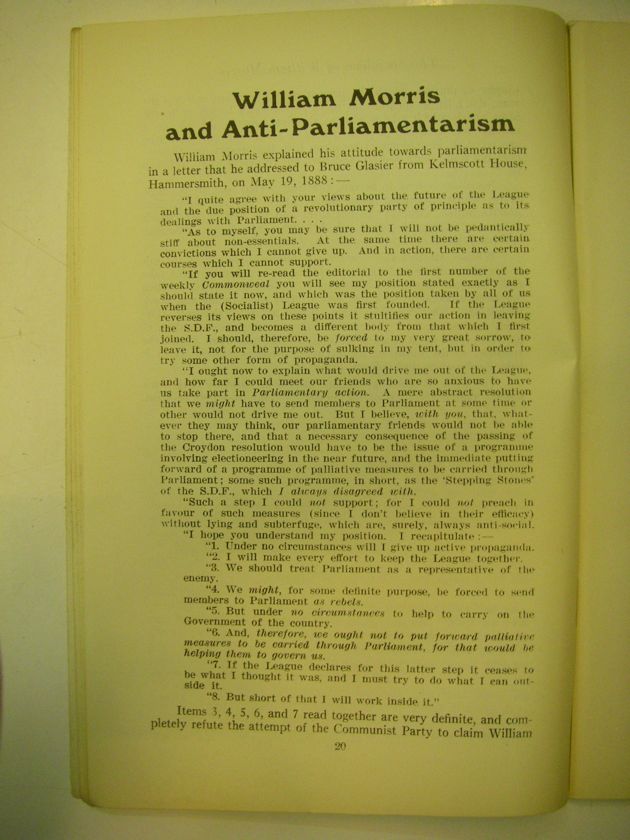 William Morris
and Anti-Parliamentarism
William Morris explained his attitude towards parliamentarism
in a letter that he addressed to Bruce Glasier from Kelmscott House,
Hammersmith, on May 19, 1888:—
"I quite agree with your views about the future of the League
and the due position of a revolutionary party of principle as to its
dealings with Parliament. . . .
"As to myself, you may be sure that I will not be pedantically
stiff about non-essentials. At the same time there are certain
convictions which I cannot give up. And in action, there are certain
courses which I cannot support.
"If you will re-read the editorial to the first number of the
weekly Commonweal you will see my position stated exactly as I
should state it now, and which was the position taken by all of us
when the (Socialist) League was first founded. If the League
reverses its views on these points it stultifies our action in leaving
the S.D.F., and becomes a different body from that which I first
joined. I should, therefore, be forced to my very great sorrow, to
leave it, not for the purpose of sulking in my tent, but in order to
try some other form of propaganda.
"I ought now to explain what would drive me out of the League,
and how far I could meet our friends who are so anxious to have
us take part in Parliamentary action. A mere abstract resolution
that we might have to send members to Parliament at some time or
other would not drive me out. But I believe, with you, that, what-
ever they may think, our parliamentary friends would not be able
to stop there, and that a necessary consequence of the passing of
the Croydon resolution would have to be the issue of a programme
involving electioneering in the near future, and the immediate putting
forward of a programme of palliative measures to be carried through
Parliament; some such programme, in short, as the 'Stepping Stones'
of the S.D.F., which I always disagreed with.
"Such a step I could not support; for I could not preach in
favour of such measures (since I don't believe in their efficacy)
without lying and subterfuge, which are, surely, always anti-social.
"I hope you understand my position. I recapitulate:—
"1. Under no circumstances will I give up active propaganda.
"2. I will make every effort to keep the League together.
"3. We should treat Parliament as a representative of the
enemy.
"4. We might, for some definite purpose, be forced to send
members to Parliament as rebels.
"5. But under no circumstances to help to carry on the
Government of the country.
"6. And, therefore, we ought not to put forward palliative
measures to be carried through Parliament, for that would be
helping them to govern us.
"7. If the League declares for this latter step it ceases to
be what I thought it was, and I must try to do what I can out-
side it.
"8. But short of that I will work inside it."
Items 3, 4, 5, 6, and 7 read together are very definite, and com-
pletely refute the attempt of the Communist Party to claim William
20